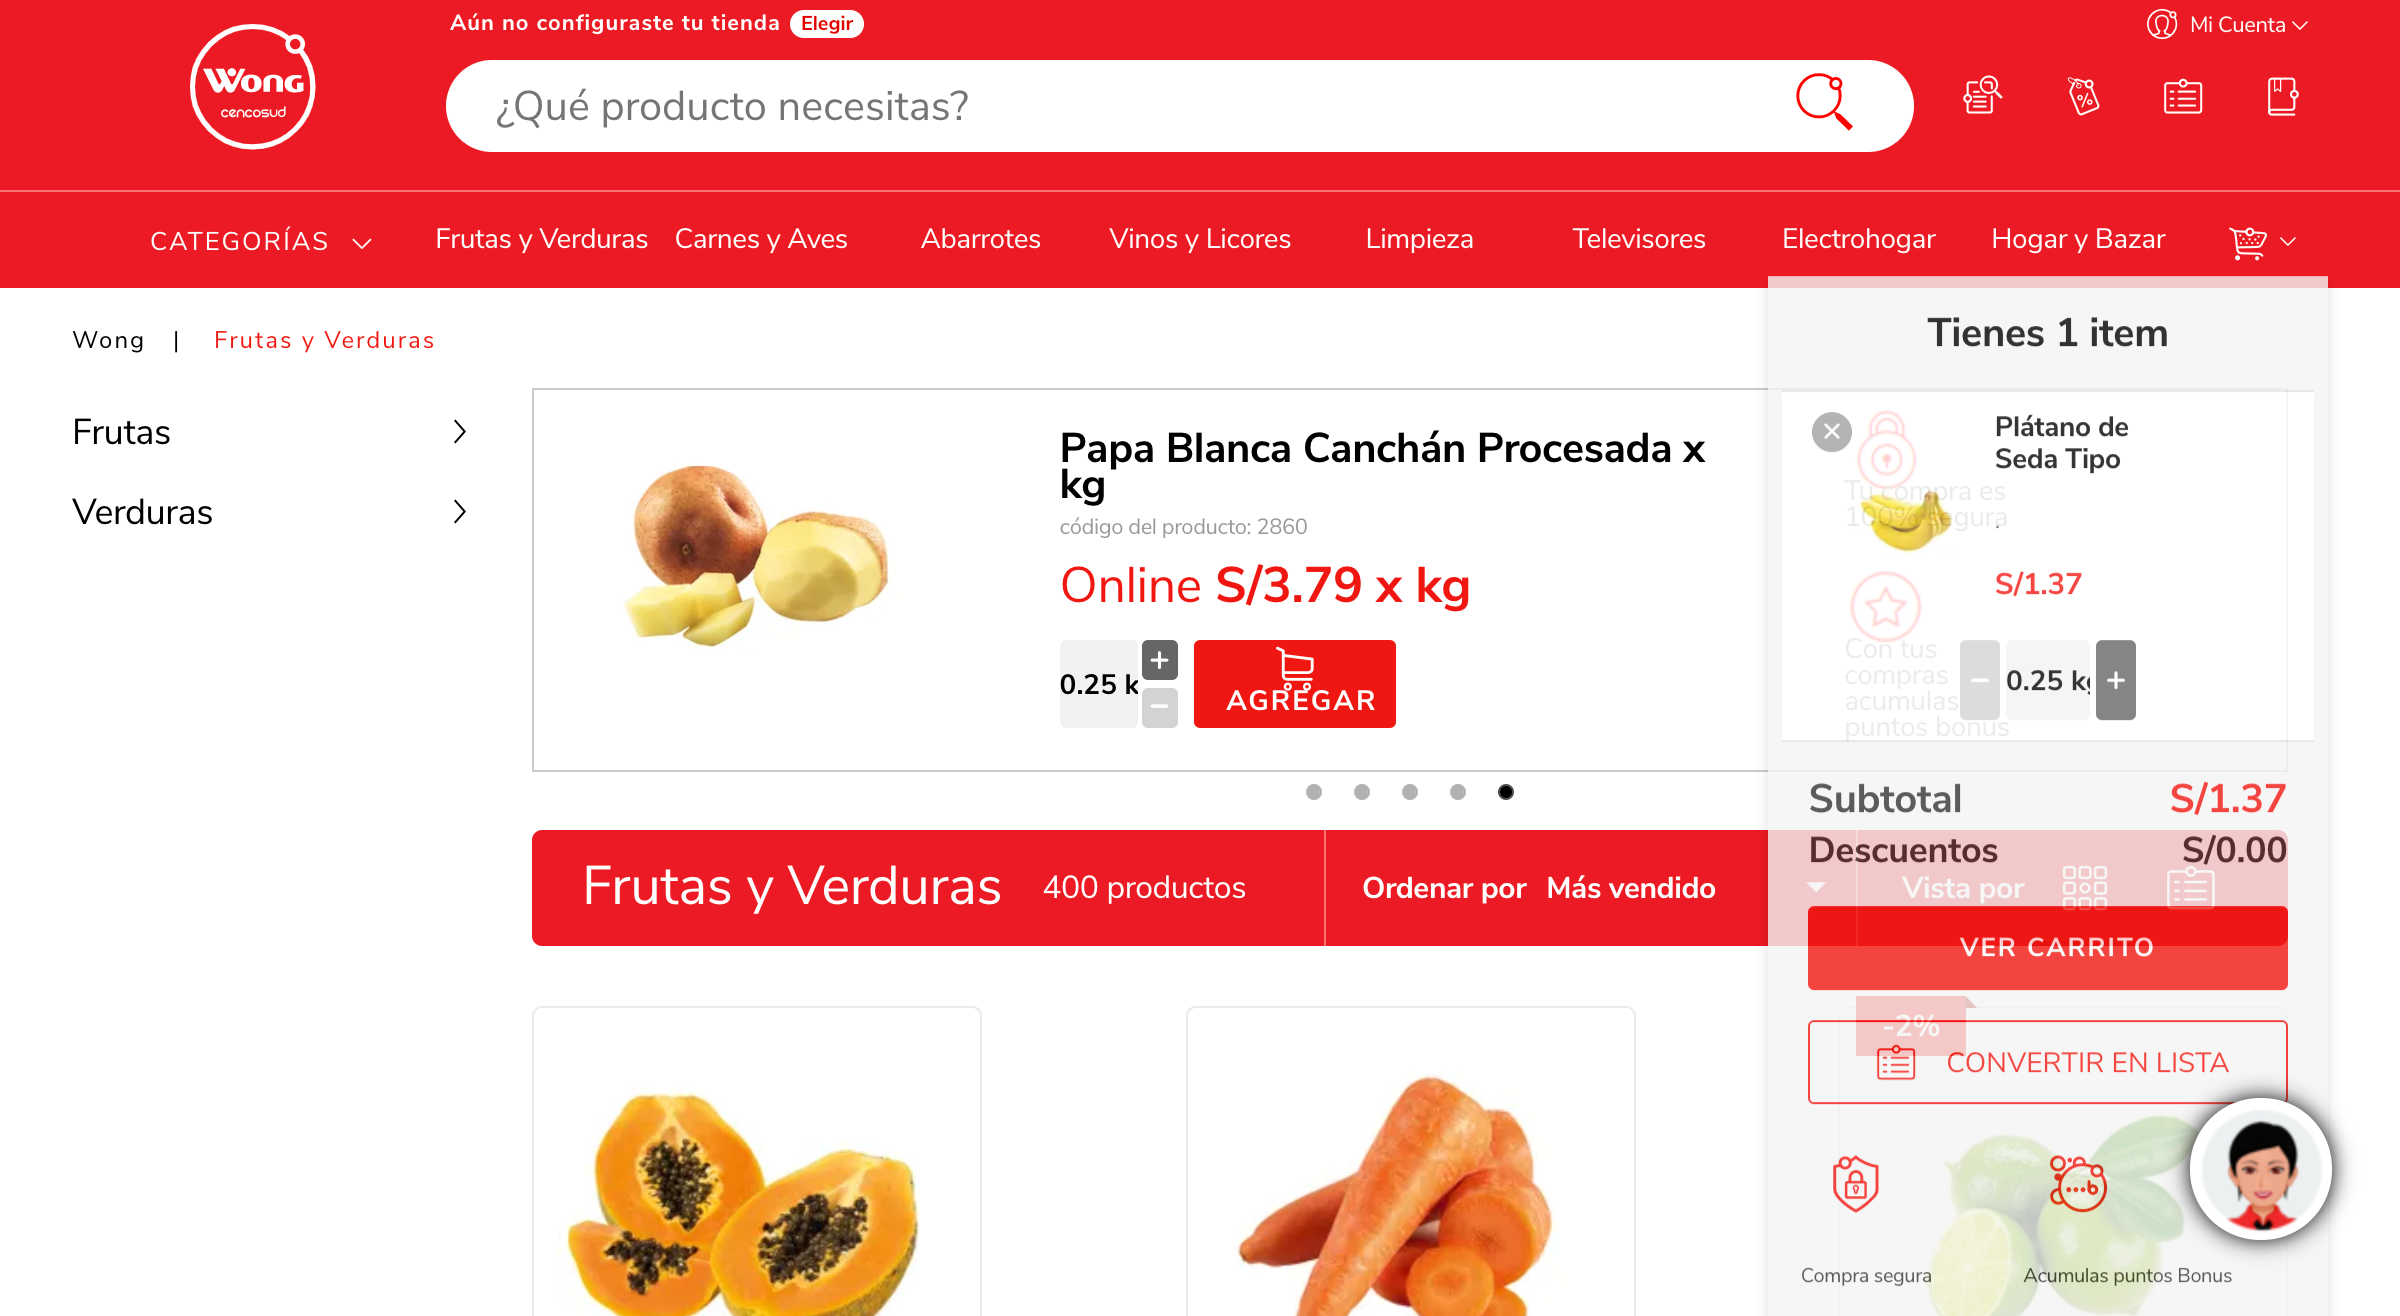 Aún no configuraste tu tienda Elegir
Mi Cuenta
Wong
cencosud
¿Qué producto necesitas?
CATEGORÍAS Frutas y Verduras Carnes y Aves Abarrotes Vinos y Licores Limpieza Televisores Electrohogar Hogar y Bazar
Wong | Frutas y Verduras
Frutas
Verduras
Papa Blanca Canchán Procesada x
kg
código del producto: 2860
Online S/3.79 x kg
0.25 k
+
−
AGREGAR
Tienes 1 item
Plátano de
Seda Tipo
.
Tu compra es
100% segura
S/1.37
Con tus
compras
acumulas
puntos bonus
− 0.25 kg +
Subtotal S/1.37
Descuentos S/0.00
Frutas y Verduras 400 productos Ordenar por Más vendido Vista por
VER CARRITO
-2%
CONVERTIR EN LISTA
...b
Compra segura Acumulas puntos Bonus